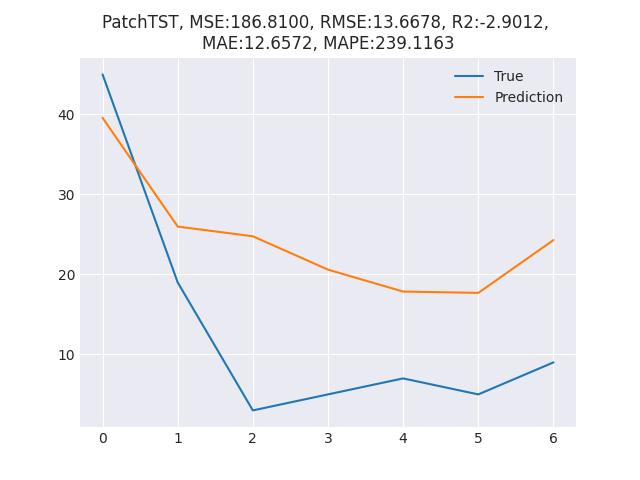 PatchTST, MSE:186.8100, RMSE:13.6678, R2:-2.9012,
MAE:12.6572, MAPE:239.1163
True
Prediction
40
30
20
10
0 1 2 3 4 5 6